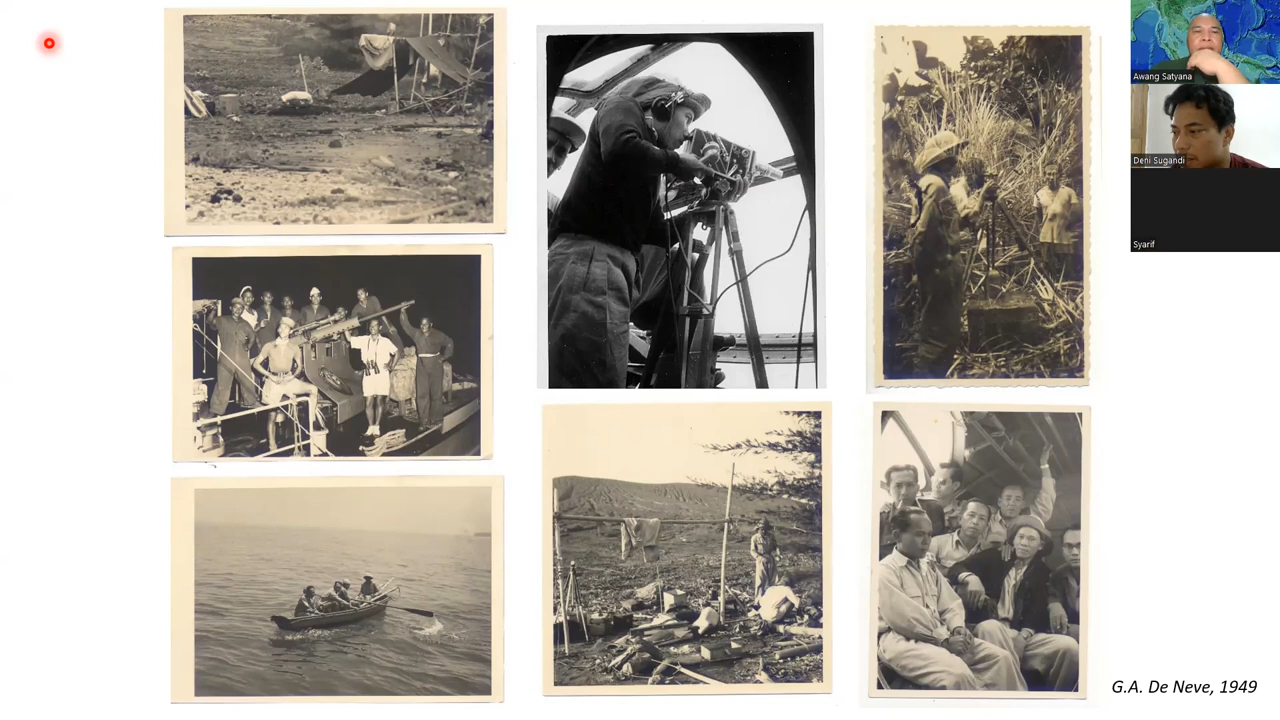 Awang Satyana
Deni Sugandi
Syarif
G.A. De Neve, 1949